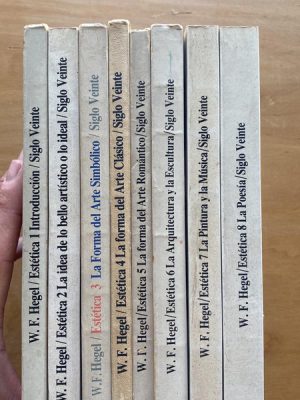 W. F. Hegel / Estética 1 Introducción / Siglo Veinte
W. F. Hegel / Estética 2 La idea de lo bello artístico o lo ideal / Siglo Veinte
W.F. Hegel / Estética 3 La Forma del Arte Simbólico / Siglo Veinte
W. F. Hegel / Estética 4 La forma del Arte Clásico / Siglo Veinte
W. F. Hegel / Estética 5 La forma del Arte Romántico/Siglo Veinte
W. F. Hegel/Estética 6 La Arquitectura y la Escultura/Siglo Veinte
W. F. Hegel/Estética 7 La Pintura y la Música/Siglo Veinte
W. F. Hegel/Estética 8 La Poesía/Siglo Veinte